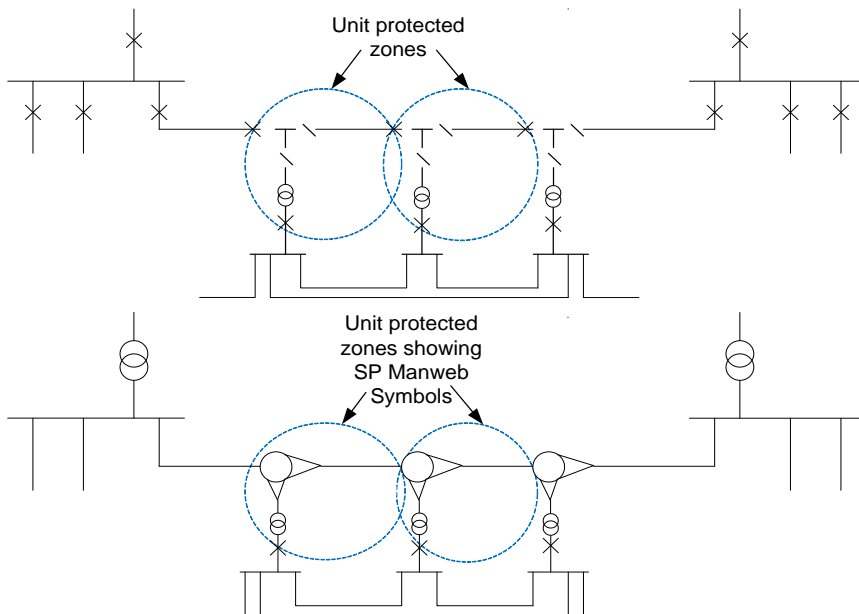 Unit protected
zones
Unit protected
zones showing
SP Manweb
Symbols